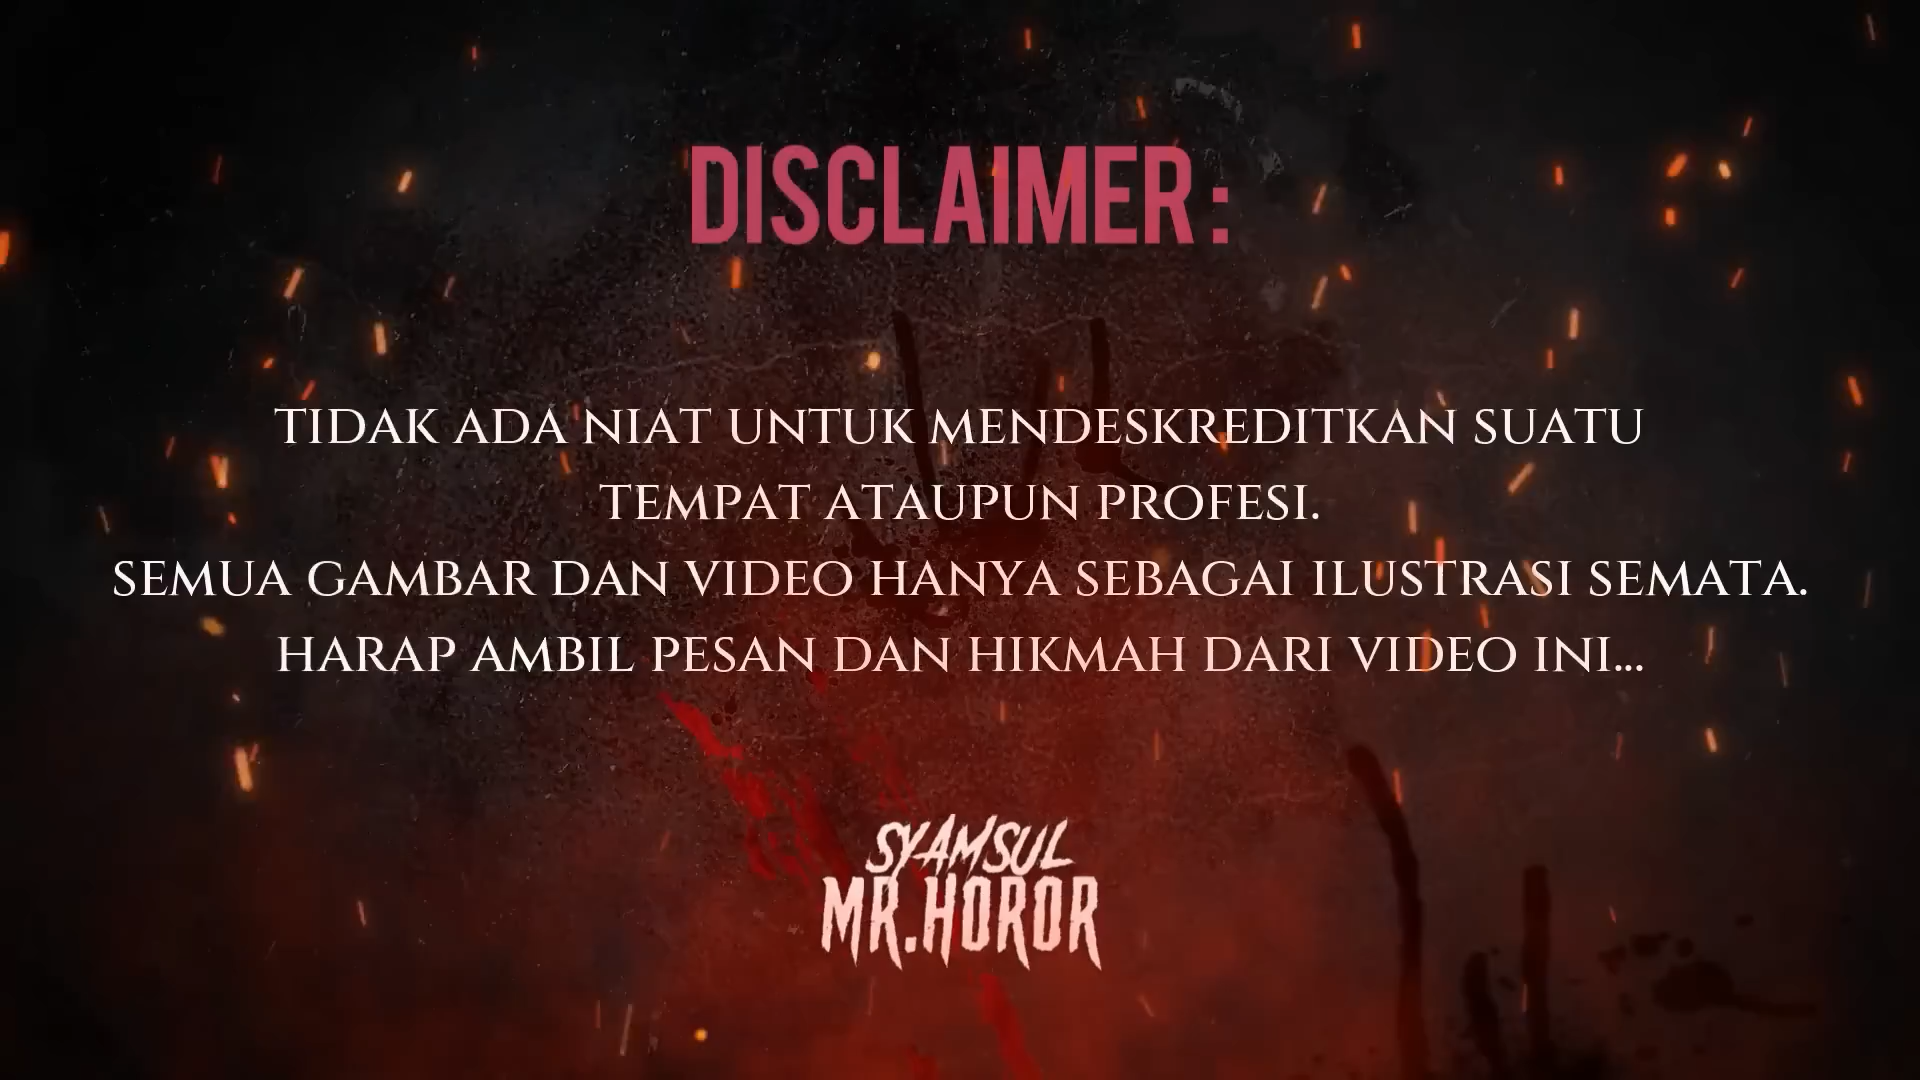 DISCLAIMER :
TIDAK ADA NIAT UNTUK MENDESKREDITKAN SUATU
TEMPAT ATAUPUN PROFESI.
SEMUA GAMBAR DAN VIDEO HANYA SEBAGAI ILUSTRASI SEMATA.
HARAP AMBIL PESAN DAN HIKMAH DARI VIDEO INI...
SYAMSUL
MR.HOROR